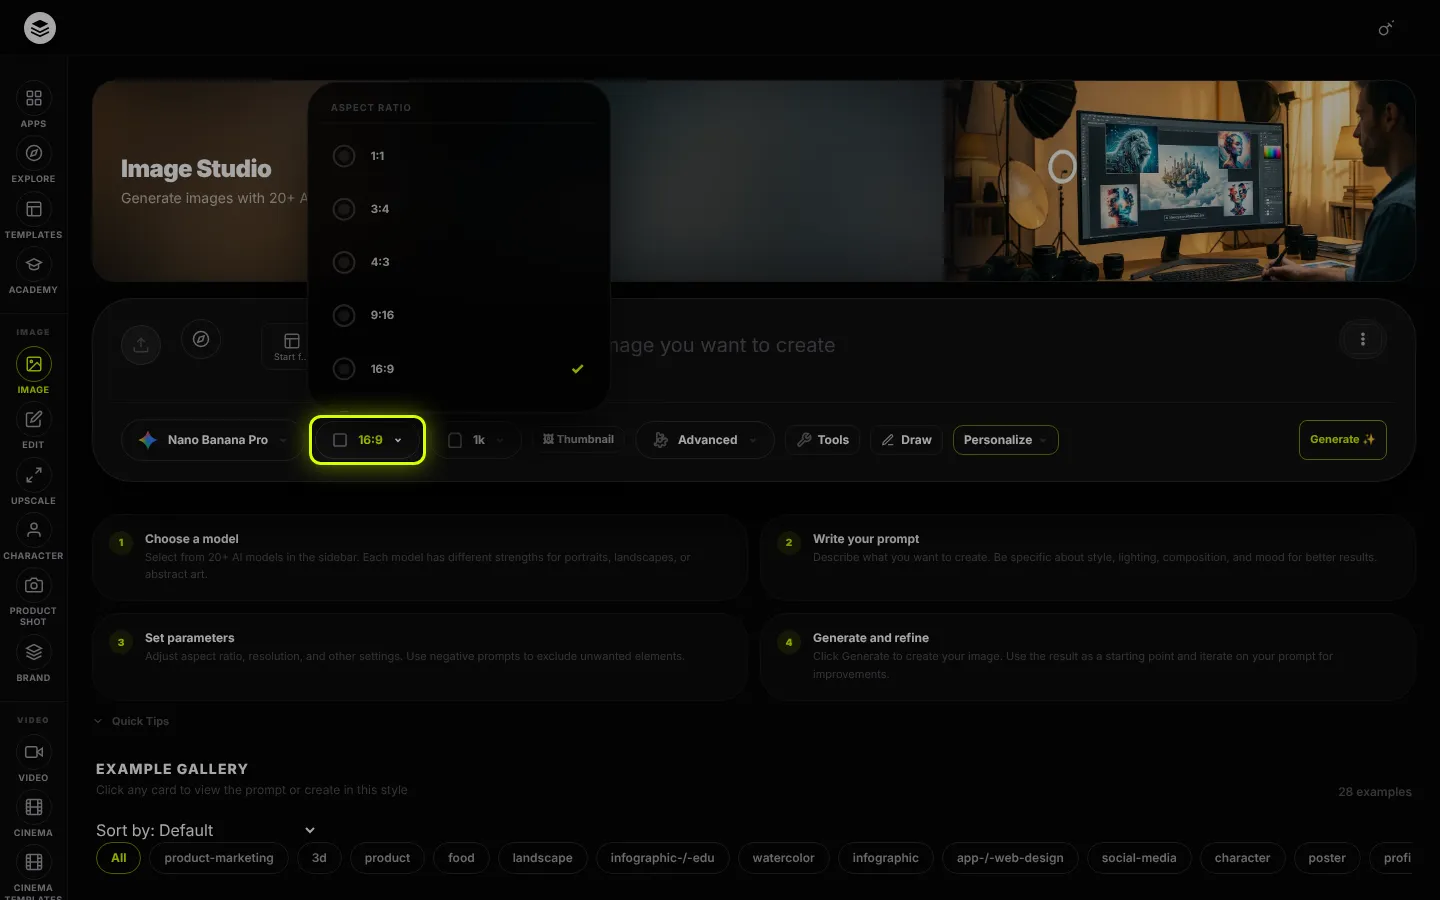 APPS
EXPLORE
TEMPLATES
ACADEMY
IMAGE
IMAGE
EDIT
UPSCALE
CHARACTER
PRODUCT
SHOT
BRAND
VIDEO
VIDEO
CINEMA
CINEMA
TEMPLATES
Image Studio
Generate images with 20+ A
ASPECT RATIO
1:1
3:4
4:3
9:16
16:9
Start f...
mage you want to create
Nano Banana Pro
16:9
1k
Thumbnail
Advanced
Tools
Draw
Personalize
Generate ✨
1
Choose a model
Select from 20+ AI models in the sidebar. Each model has different strengths for portraits, landscapes, or
abstract art.
2
Write your prompt
Describe what you want to create. Be specific about style, lighting, composition, and mood for better results.
3
Set parameters
Adjust aspect ratio, resolution, and other settings. Use negative prompts to exclude unwanted elements.
4
Generate and refine
Click Generate to create your image. Use the result as a starting point and iterate on your prompt for
improvements.
Quick Tips
EXAMPLE GALLERY
Click any card to view the prompt or create in this style
28 examples
Sort by: Default
All
product-marketing
3d
product
food
landscape
infographic-/-edu
watercolor
infographic
app-/-web-design
social-media
character
poster
profi